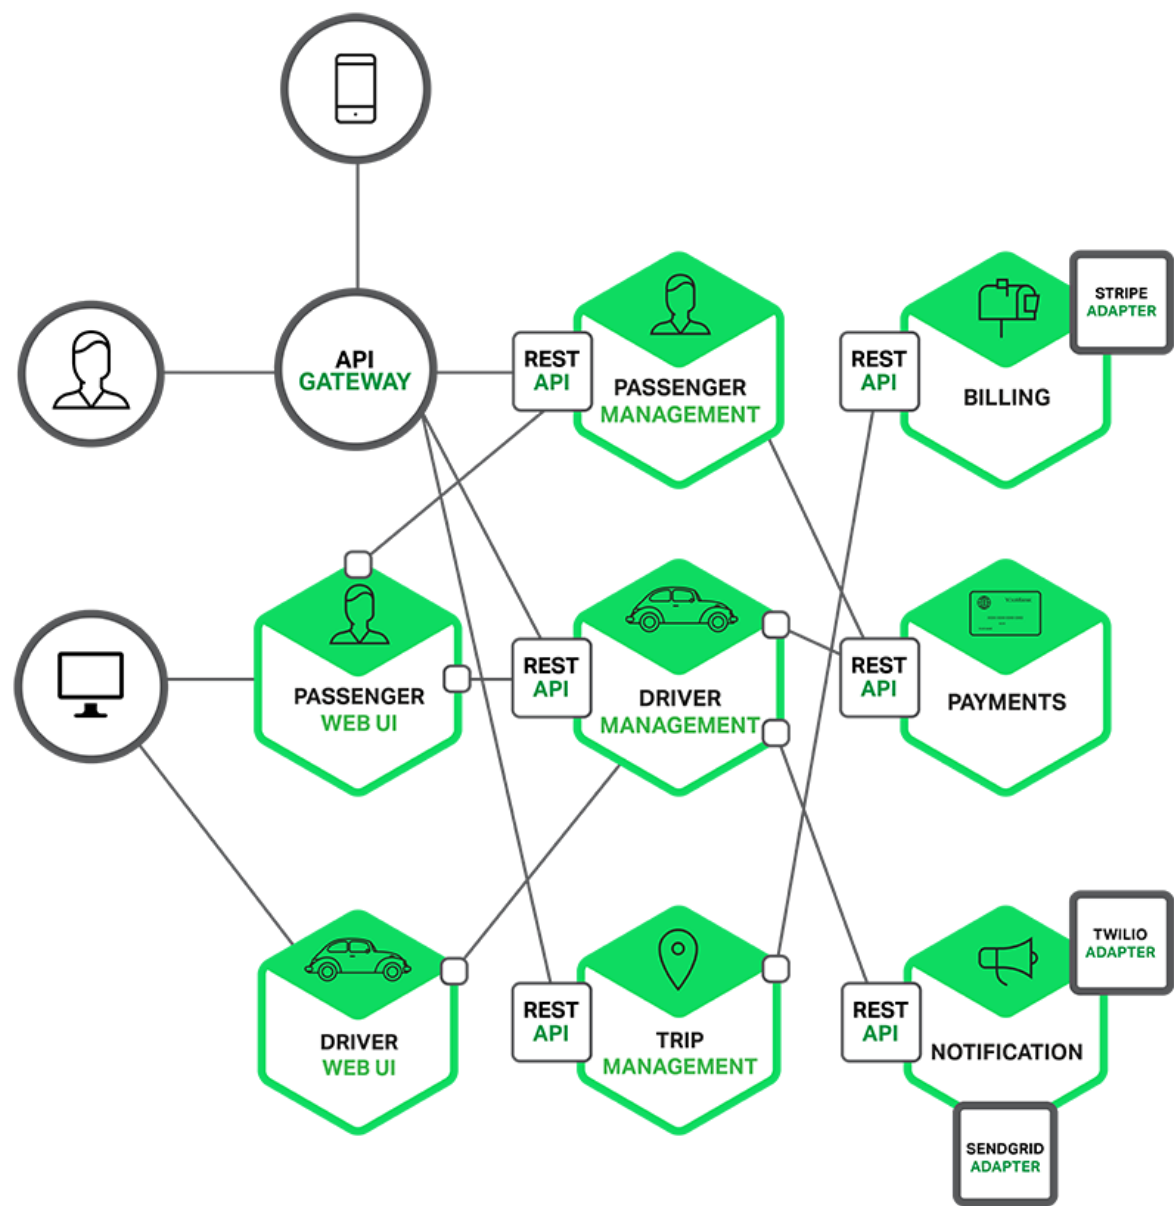 API
GATEWAY
REST
API
PASSENGER
MANAGEMENT
REST
API
BILLING
STRIPE
ADAPTER
PASSENGER
WEB UI
REST
API
DRIVER
MANAGEMENT
REST
API
PAYMENTS
DRIVER
WEB UI
REST
API
TRIP
MANAGEMENT
REST
API
NOTIFICATION
TWILIO
ADAPTER
SENDGRID
ADAPTER